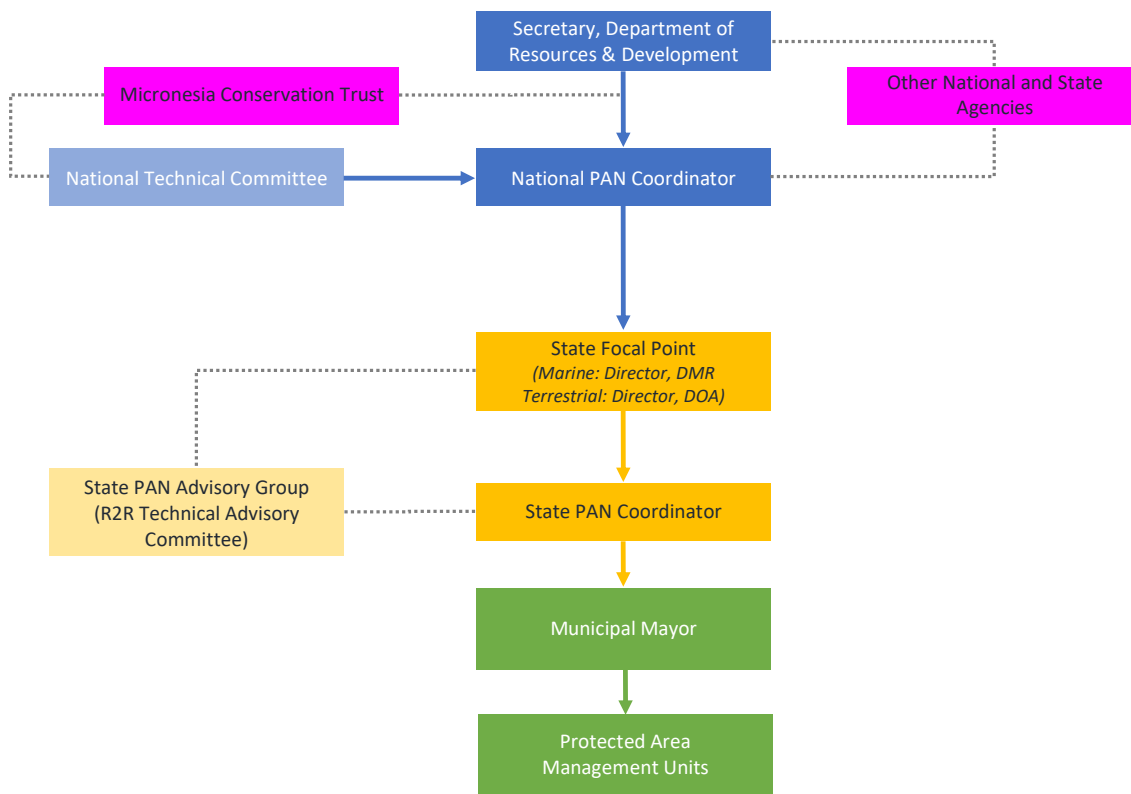 Secretary, Department of
Resources & Development
Micronesia Conservation Trust
Other National and State
Agencies
National Technical Committee
National PAN Coordinator
State Focal Point
(Marine: Director, DMR
Terrestrial: Director, DOA)
State PAN Advisory Group
(R2R Technical Advisory
Committee)
State PAN Coordinator
Municipal Mayor
Protected Area
Management Units